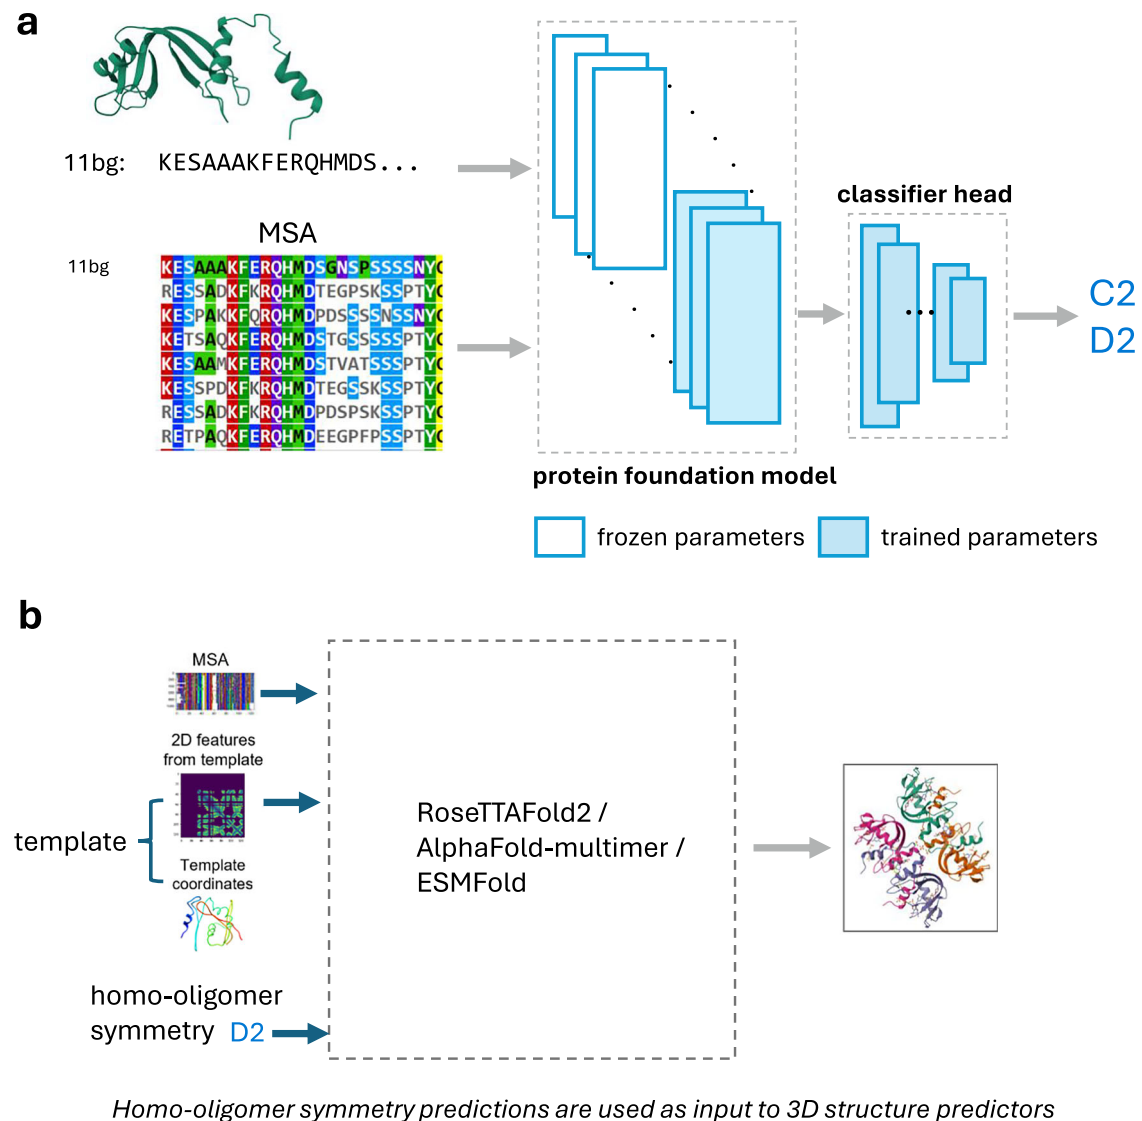 a
11bg: KESAAAKFERQHMDS...
MSA
11bg
KESAAAKFERQHMDSGNSPSSSSNYC
RESSADKFKRQHMDTEGPSKSSPTYC
KESPAKKFQRQHMDPDSSSSNSSNYC
KETSAQKFERQHMDSTGSSSSSPTYC
KESAAMKFERQHMDSTVATSSSPTYC
KESSPDKFKRQHMDTEGSSKSSPTYC
RESSADKFKRQHMDPDSPSKSSPTYC
RETPAQKFERQHMDEEGPFPSSPTYC
classifier head
C2
D2
protein foundation model
frozen parameters
trained parameters
b
MSA
2D features
from template
template
Template
coordinates
homo-oligomer
symmetry D2
RoseTTAFold2 /
AlphaFold-multimer /
ESMFold
Homo-oligomer symmetry predictions are used as input to 3D structure predictors